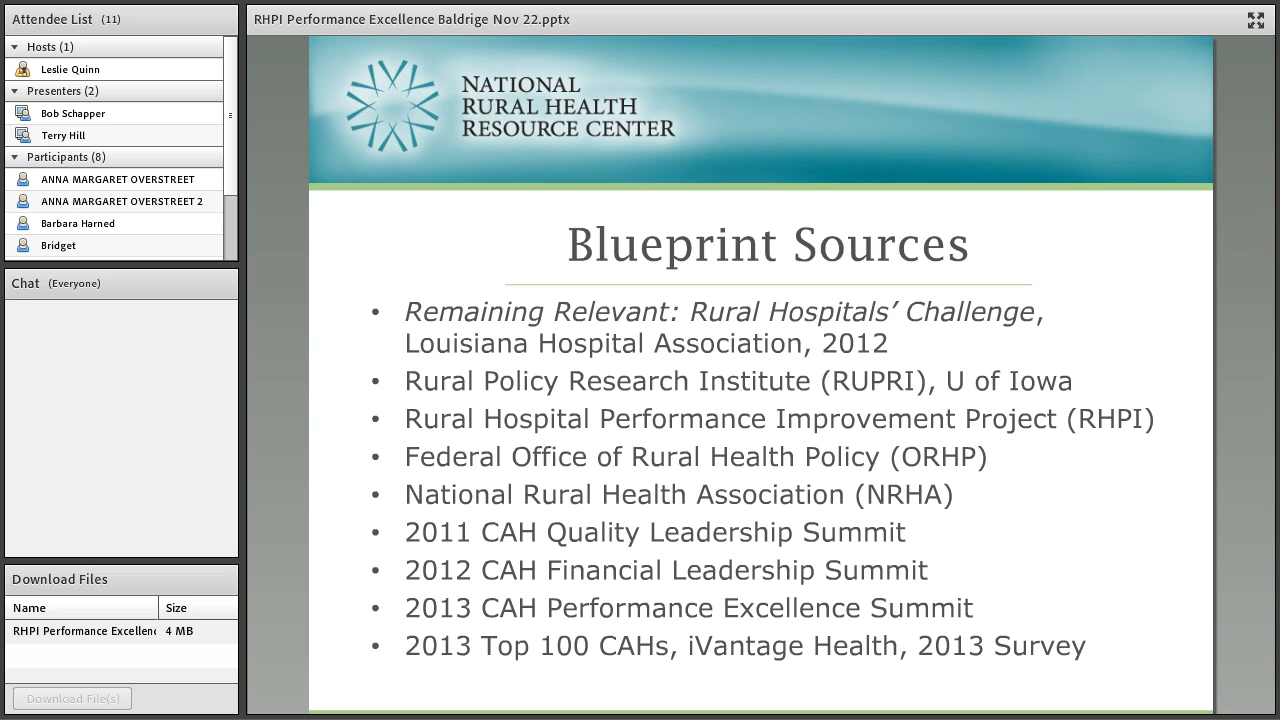 Attendee List (11)
Hosts (1)
Leslie Quinn
Presenters (2)
Bob Schapper
Terry Hill
Participants (8)
ANNA MARGARET OVERSTREET
ANNA MARGARET OVERSTREET 2
Barbara Harned
Bridget
Chat (Everyone)
Download Files
Name Size
RHPI Performance Excellen 4 MB
Download File(s)
RHPI Performance Excellence Baldrige Nov 22.pptx
NATIONAL
RURAL HEALTH
RESOURCE CENTER
Blueprint Sources
• Remaining Relevant: Rural Hospitals’ Challenge,
Louisiana Hospital Association, 2012
• Rural Policy Research Institute (RUPRI), U of Iowa
• Rural Hospital Performance Improvement Project (RHPI)
• Federal Office of Rural Health Policy (ORHP)
• National Rural Health Association (NRHA)
• 2011 CAH Quality Leadership Summit
• 2012 CAH Financial Leadership Summit
• 2013 CAH Performance Excellence Summit
• 2013 Top 100 CAHs, iVantage Health, 2013 Survey